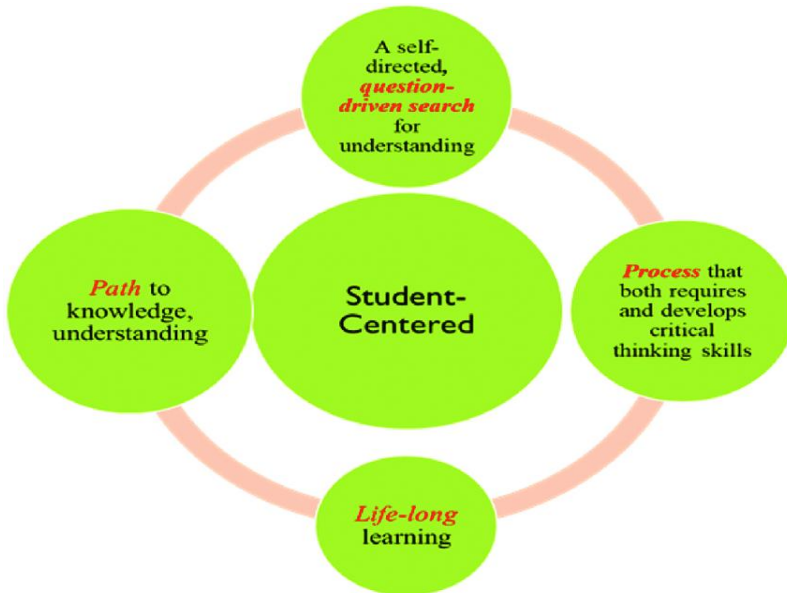 A self-
directed,
question-
driven search
for
understanding
Path to
knowledge,
understanding
Student-
Centered
Process that
both requires
and develops
critical
thinking skills
Life-long
learning